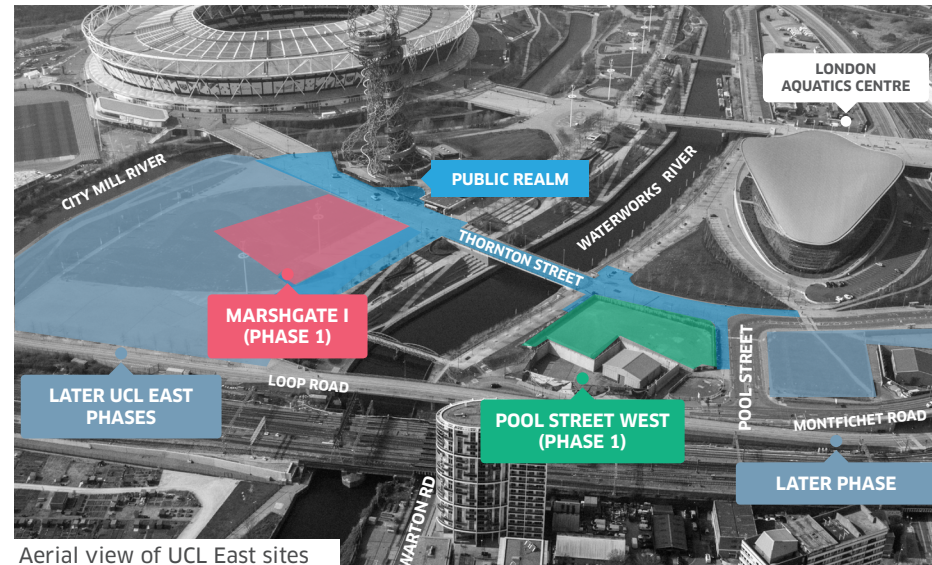 LONDON
AQUATICS CENTRE
CITY MILL RIVER
PUBLIC REALM
WATERWORKS RIVER
THORNTON STREET
MARSHGATE I
(PHASE 1)
LOOP ROAD
LATER UCL EAST
PHASES
POOL STREET WEST
(PHASE 1)
POOL STREET
MONTFICHET ROAD
LATER PHASE
WARTON RD
Aerial view of UCL East sites